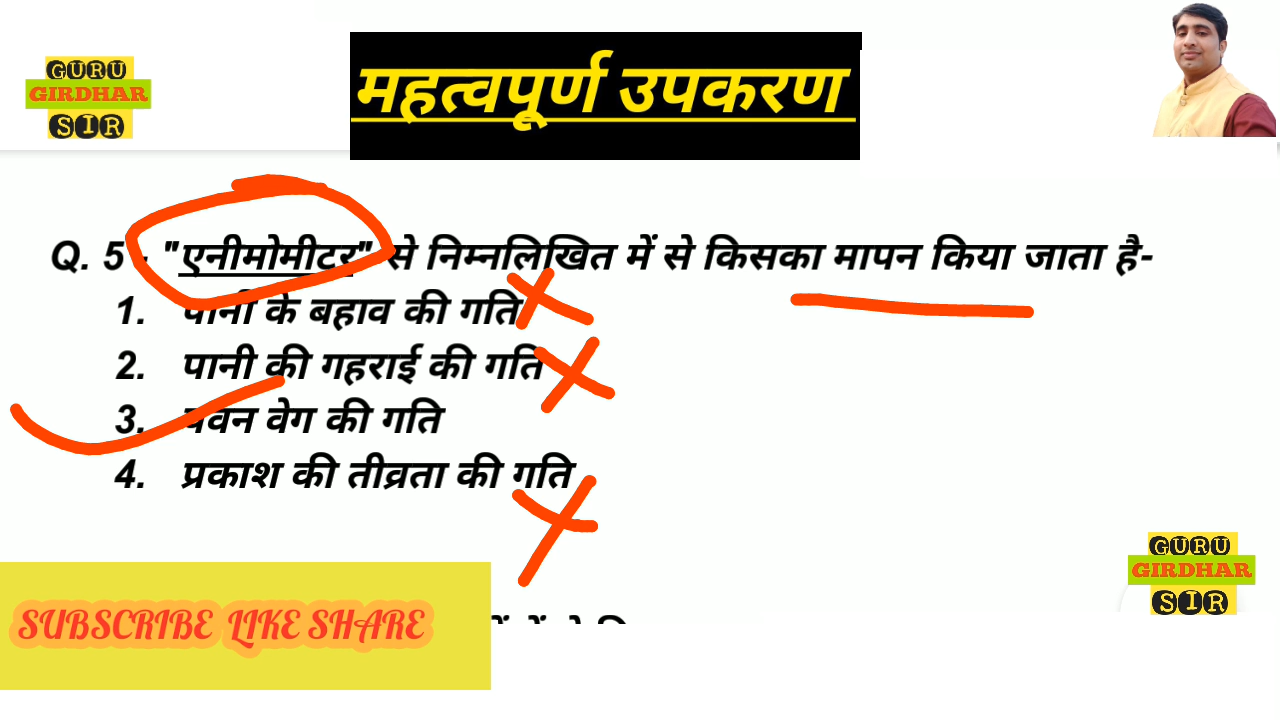 GURU
GIRDHAR
SIR
महत्वपूर्ण उपकरण
Q. 5 - "एनीमोमीटर" से निम्नलिखित में से किसका मापन किया जाता है-
1. पानी के बहाव की गति
2. पानी की गहराई की गति
3. पवन वेग की गति
4. प्रकाश की तीव्रता की गति
GURU
GIRDHAR
SIR
SUBSCRIBE LIKE SHARE